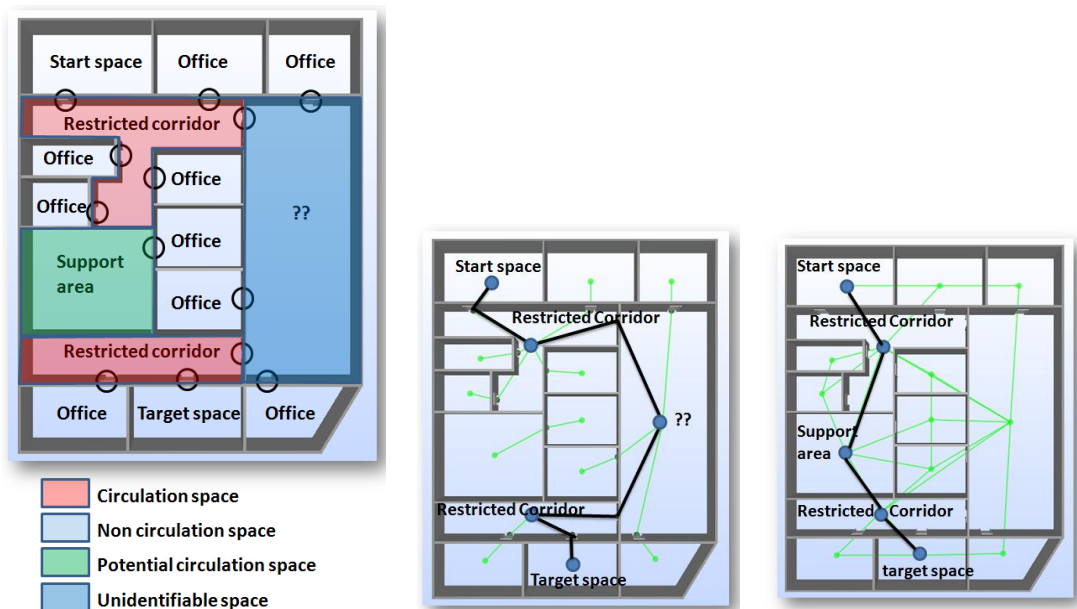 Start space
Office
Office
Restricted corridor
Office
Office
Office
??
Office
Support
area
Office
Restricted corridor
Office
Target space
Office
Circulation space
Non circulation space
Potential circulation space
Unidentifiable space
Start space
Restricted Corridor
??
Restricted Corridor
Target space
Start space
Restricted Corridor
Support
area
Restricted Corridor
target space